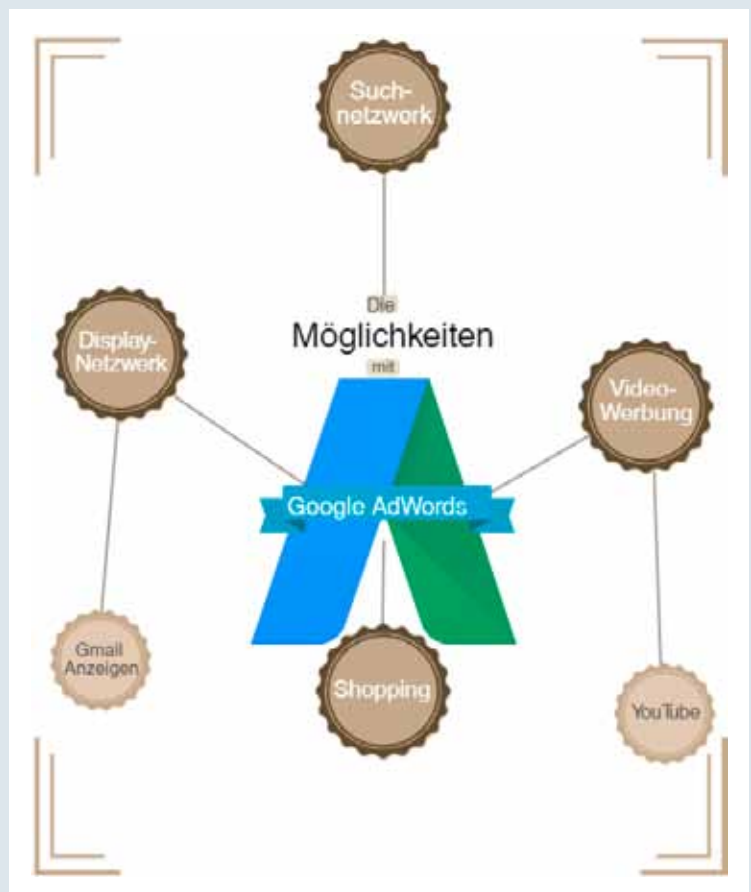 Such-
netzwerk
Die
Möglichkeiten
mit
Display-
Netzwerk
Video-
Werbung
Google AdWords
Gmail
Anzeigen
Shopping
YouTube